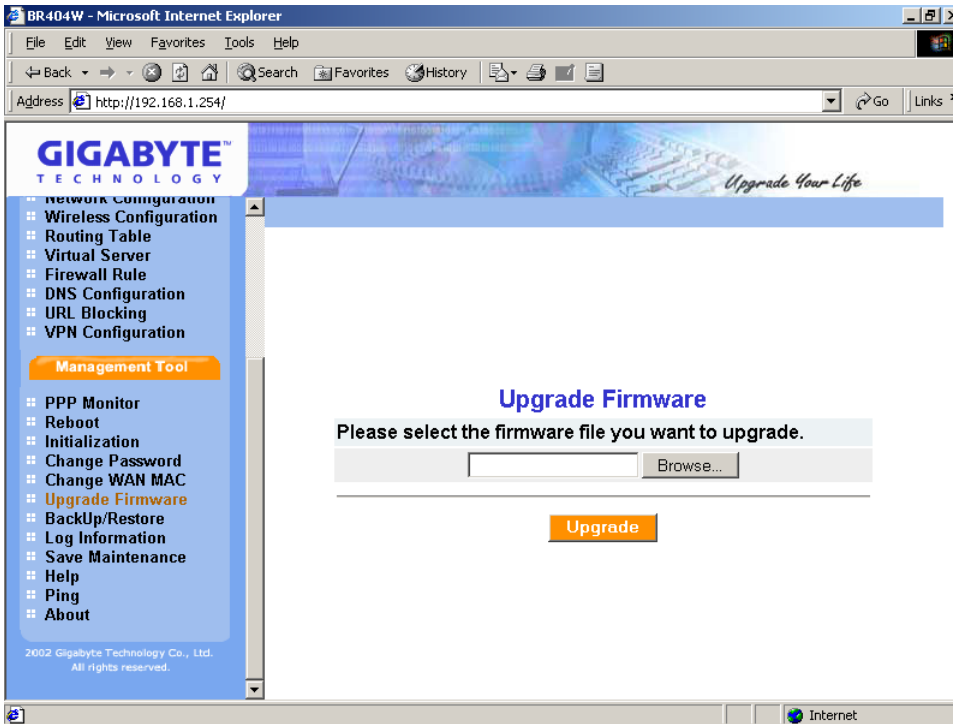 BR404W - Microsoft Internet Explorer
File Edit View Favorites Tools Help
Back Search Favorites History
Address http://192.168.1.254/ Go Links
GIGABYTE™
TECHNOLOGY
Upgrade Your Life
Network Configuration
Wireless Configuration
Routing Table
Virtual Server
Firewall Rule
DNS Configuration
URL Blocking
VPN Configuration
Management Tool
PPP Monitor
Reboot
Initialization
Change Password
Change WAN MAC
Upgrade Firmware
BackUp/Restore
Log Information
Save Maintenance
Help
Ping
About
2002 Gigabyte Technology Co., Ltd.
All rights reserved.
Upgrade Firmware
Please select the firmware file you want to upgrade.
Browse...
Upgrade
Internet